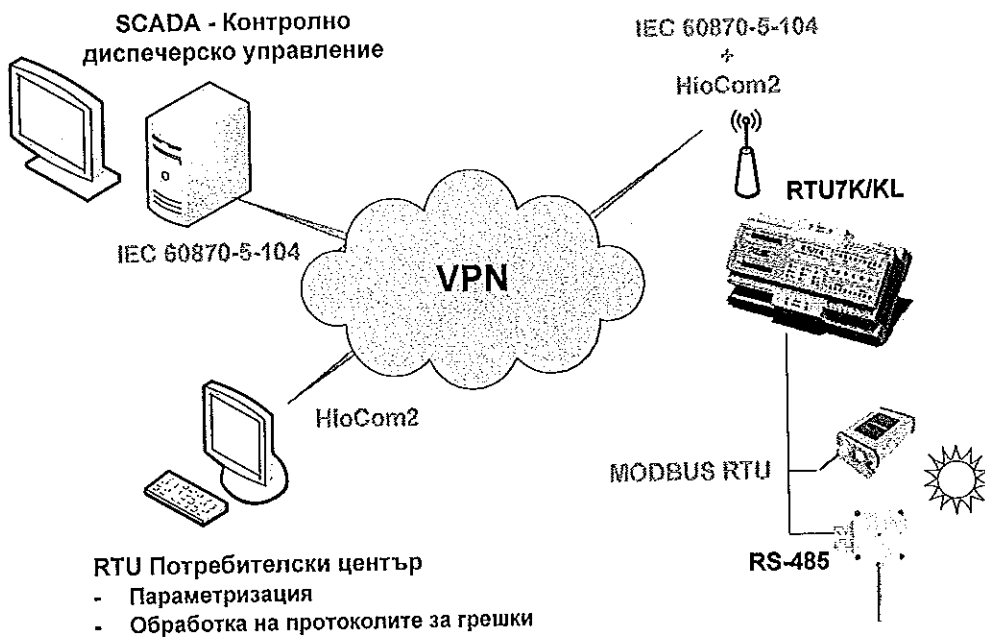 SCADA - Контролно
диспечерско управление
IEC 60870-5-104
IEC 60870-5-104
+
HioCom2
RTU7K/KL
VPN
HioCom2
MODBUS RTU
RS-485
RTU Потребителски център
- Параметризация
- Обработка на протоколите за грешки